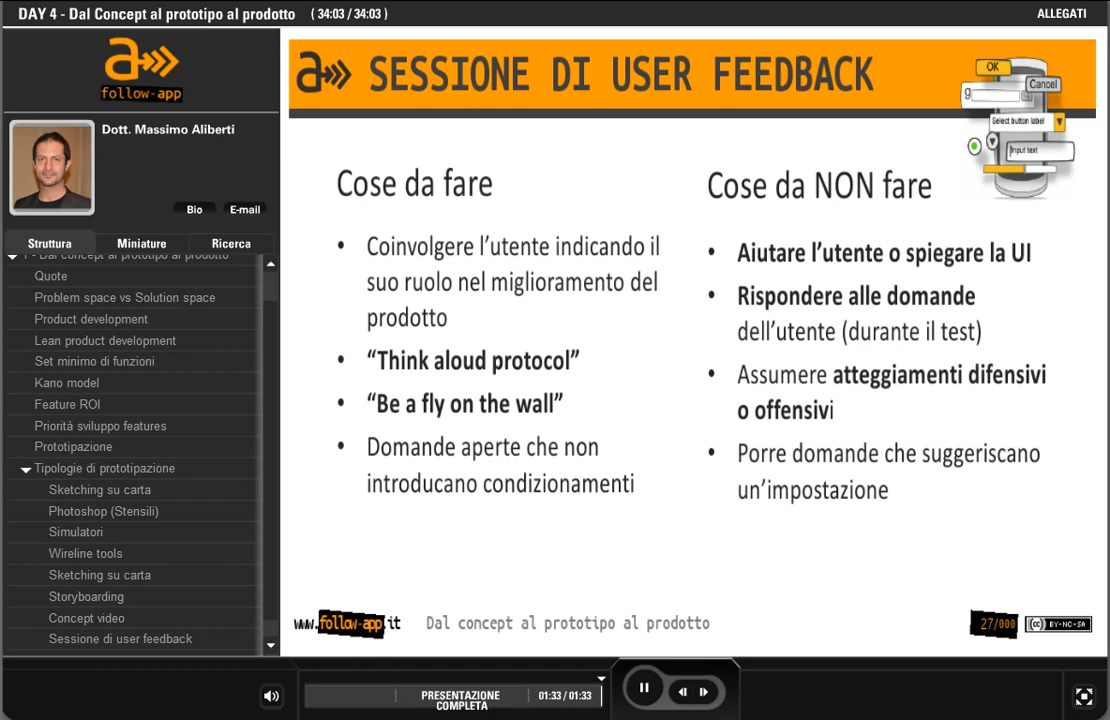 DAY 4 - Dal Concept al prototipo al prodotto ( 34:03 / 34:03 )
ALLEGATI
a
follow-app
Dott. Massimo Aliberti
Bio
E-mail
Struttura
Miniature
Ricerca
1 - Dal concept al prototipo al prodotto
Quote
Problem space vs Solution space
Product development
Lean product development
Set minimo di funzioni
Kano model
Feature ROI
Priorità sviluppo features
Prototipazione
Tipologie di prototipazione
Sketching su carta
Photoshop (Stensili)
Simulatori
Wireline tools
Sketching su carta
Storyboarding
Concept video
Sessione di user feedback
a SESSIONE DI USER FEEDBACK
OK
Cancel
g
Select button label
Input text
Cose da fare
• Coinvolgere l’utente indicando il
suo ruolo nel miglioramento del
prodotto
• “Think aloud protocol”
• “Be a fly on the wall”
• Domande aperte che non
introducano condizionamenti
Cose da NON fare
• Aiutare l’utente o spiegare la UI
• Rispondere alle domande
dell’utente (durante il test)
• Assumere atteggiamenti difensivi
o offensivi
• Porre domande che suggeriscano
un’impostazione
www.follow-app.it
Dal concept al prototipo al prodotto
27/000
cc BY-NC-SA
PRESENTAZIONE
COMPLETA
01:33 / 01:33